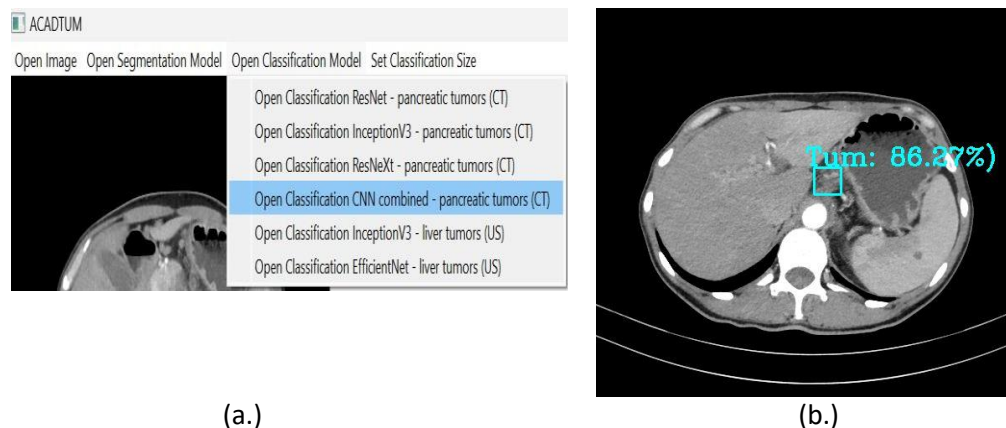 ACADTUM
Open Image Open Segmentation Model Open Classification Model Set Classification Size
Open Classification ResNet - pancreatic tumors (CT)
Open Classification InceptionV3 - pancreatic tumors (CT)
Open Classification ResNeXt - pancreatic tumors (CT)
Open Classification CNN combined - pancreatic tumors (CT)
Open Classification InceptionV3 - liver tumors (US)
Open Classification EfficientNet - liver tumors (US)
Tum: 86.27%)
(a.) (b.)